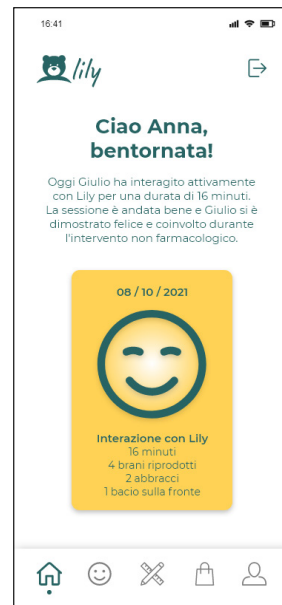 16:41
lily
Ciao Anna,
bentornata!
Oggi Giulio ha interagito attivamente
con Lily per una durata di 16 minuti.
La sessione è andata bene e Giulio si è
dimostrato felice e coinvolto durante
l'intervento non farmacologico.
08 / 10 / 2021
Interazione con Lily
16 minuti
4 brani riprodotti
2 abbracci
1 bacio sulla fronte